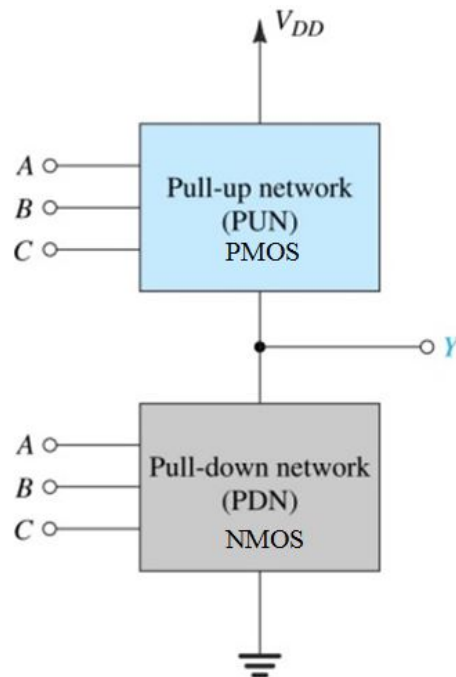 V_DD
A
B
C
Pull-up network
(PUN)
PMOS
Y
A
B
C
Pull-down network
(PDN)
NMOS